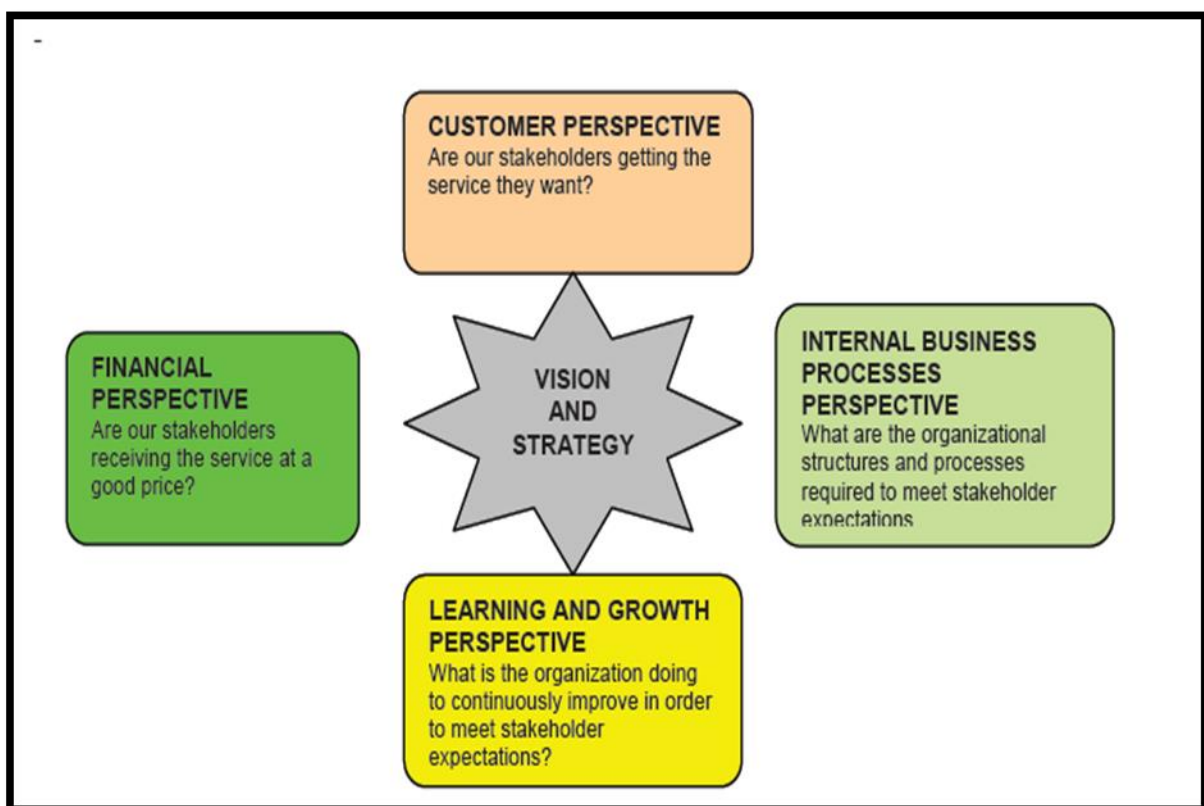 -
CUSTOMER PERSPECTIVE
Are our stakeholders getting the
service they want?
FINANCIAL
PERSPECTIVE
Are our stakeholders
receiving the service at a
good price?
VISION
AND
STRATEGY
INTERNAL BUSINESS
PROCESSES
PERSPECTIVE
What are the organizational
structures and processes
required to meet stakeholder
expectations
LEARNING AND GROWTH
PERSPECTIVE
What is the organization doing
to continuously improve in order
to meet stakeholder
expectations?